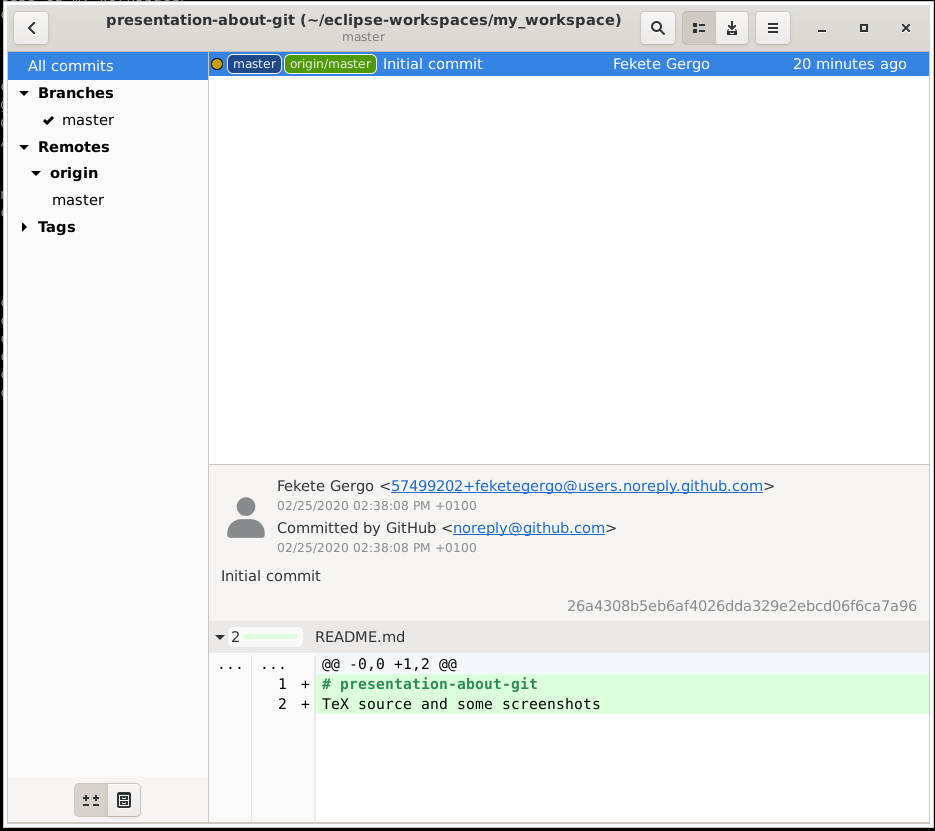 presentation-about-git (~/eclipse-workspaces/my_workspace)
master
All commits
Branches
master
Remotes
origin
master
Tags
master origin/master Initial commit Fekete Gergo 20 minutes ago
Fekete Gergo <57499202+feketegergo@users.noreply.github.com>
02/25/2020 02:38:08 PM +0100
Committed by GitHub <noreply@github.com>
02/25/2020 02:38:08 PM +0100
Initial commit
26a4308b5eb6af4026dda329e2ebcd06f6ca7a96
2 README.md
... ... @@ -0,0 +1,2 @@
1 + # presentation-about-git
2 + TeX source and some screenshots